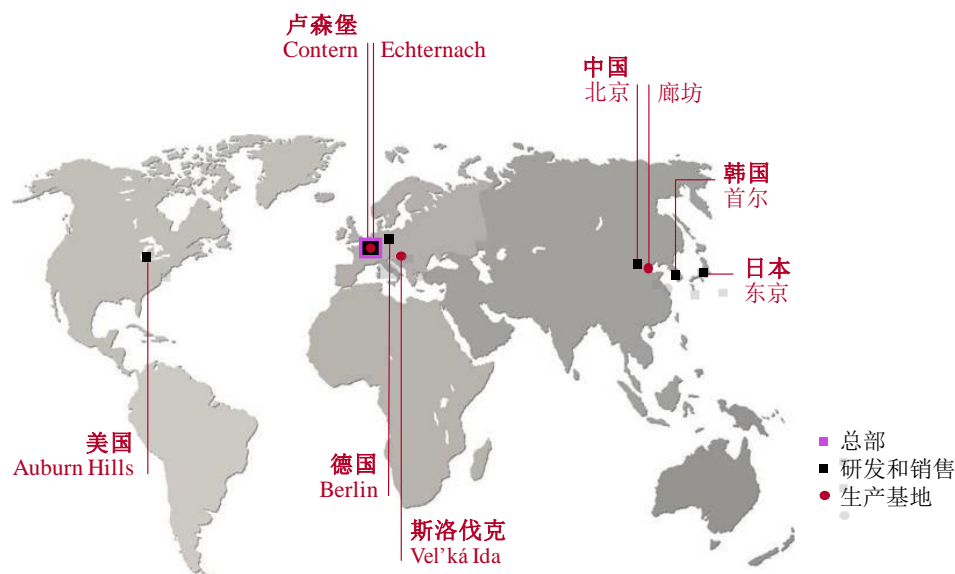 卢森堡
Contern Echternach
中国
北京 廊坊
韩国
首尔
日本
东京
美国
Auburn Hills
德国
Berlin
斯洛伐克
Vel’ká Ida
总部
研发和销售
生产基地